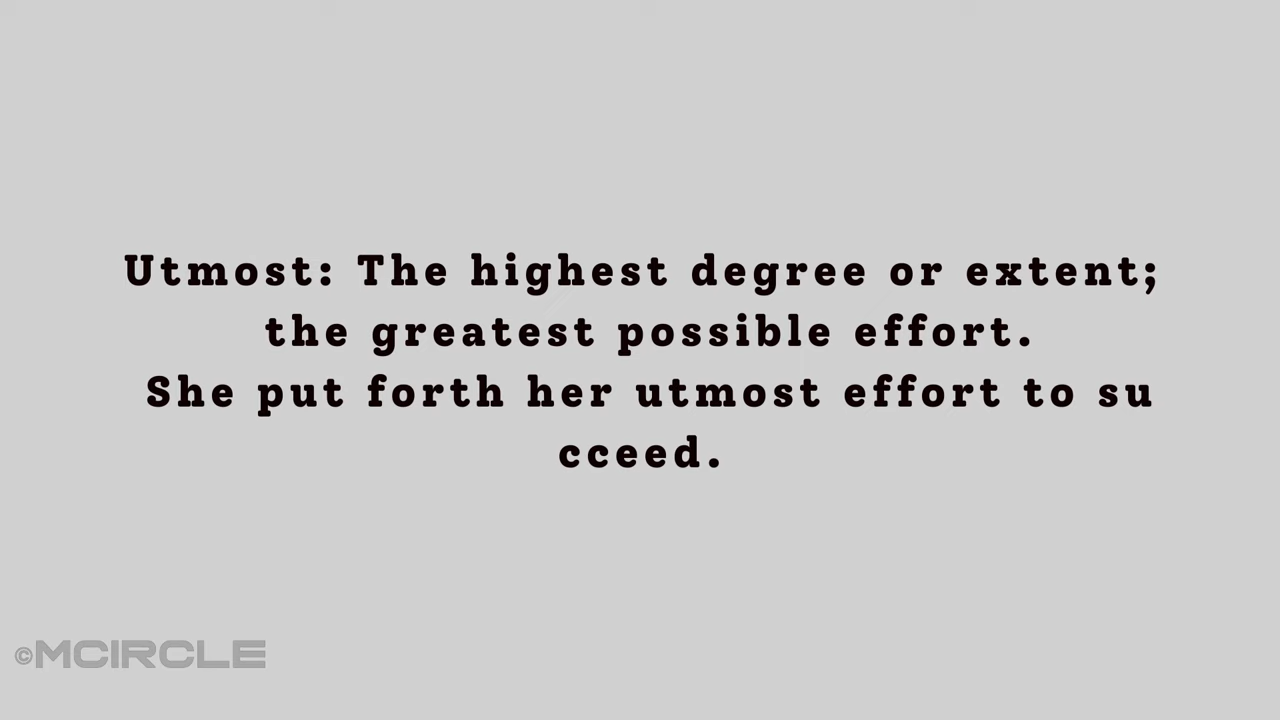 Utmost: The highest degree or extent;
the greatest possible effort.
She put forth her utmost effort to su
cceed.
©MCIRCLE